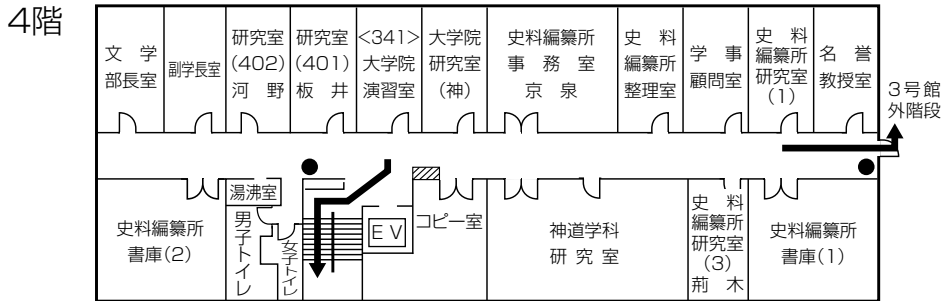 4階
文 学
部長室
副学長室
研究室
(402)
河 野
研究室
(401)
板 井
<341>
大学院
演習室
大学院
研究室
(神)
史料編纂所
事 務 室
京 泉
史 料
編纂所
整理室
学 事
顧問室
史 料
編纂所
研究室
(1)
名 誉
教授室
3号館
外階段
史料編纂所
書庫(2)
湯沸室
男子トイレ
女子トイレ
EV
コピー室
神道学科
研 究 室
史 料
編纂所
研究室
(3)
荊 木
史料編纂所
書庫(1)